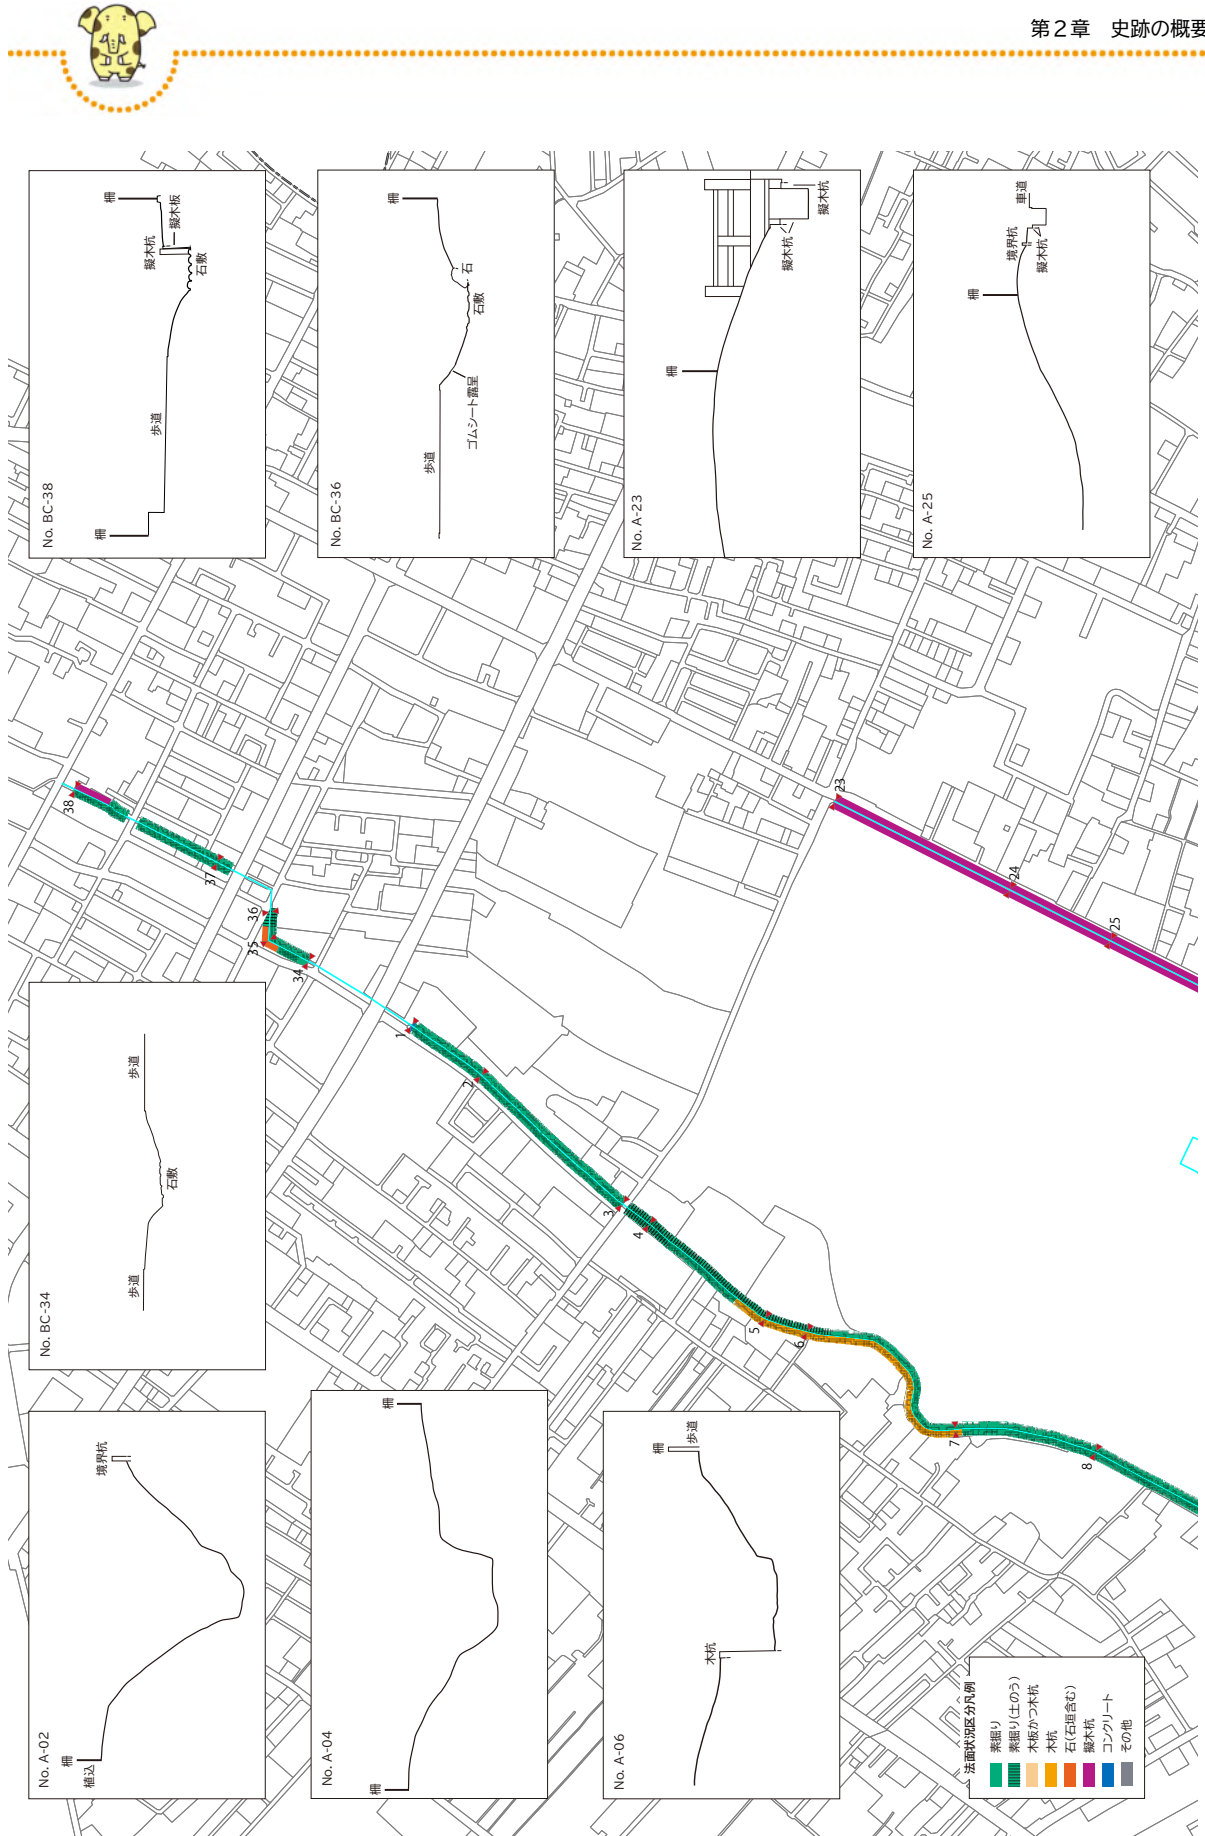 第２章　史跡の概要
No. BC-38
柵
歩道
石敷
擬木杭
擬木板
柵
No. BC-36
歩道
ゴムシート露呈
石敷
石
柵
No. A-23
柵
擬木杭
擬木杭
No. A-25
柵
境界杭
擬木杭
車道
No. BC-34
歩道
石敷
歩道
No. A-02
柵
植込
境界杭
No. A-04
柵
柵
No. A-06
木杭
柵
歩道
38
37
36
35
34
1
2
3
4
5
6
7
8
23
24
25
法面状況区分凡例
素掘り
素掘り(土のう)
木板かつ木杭
木杭
石(石垣含む)
擬木杭
コンクリート
その他